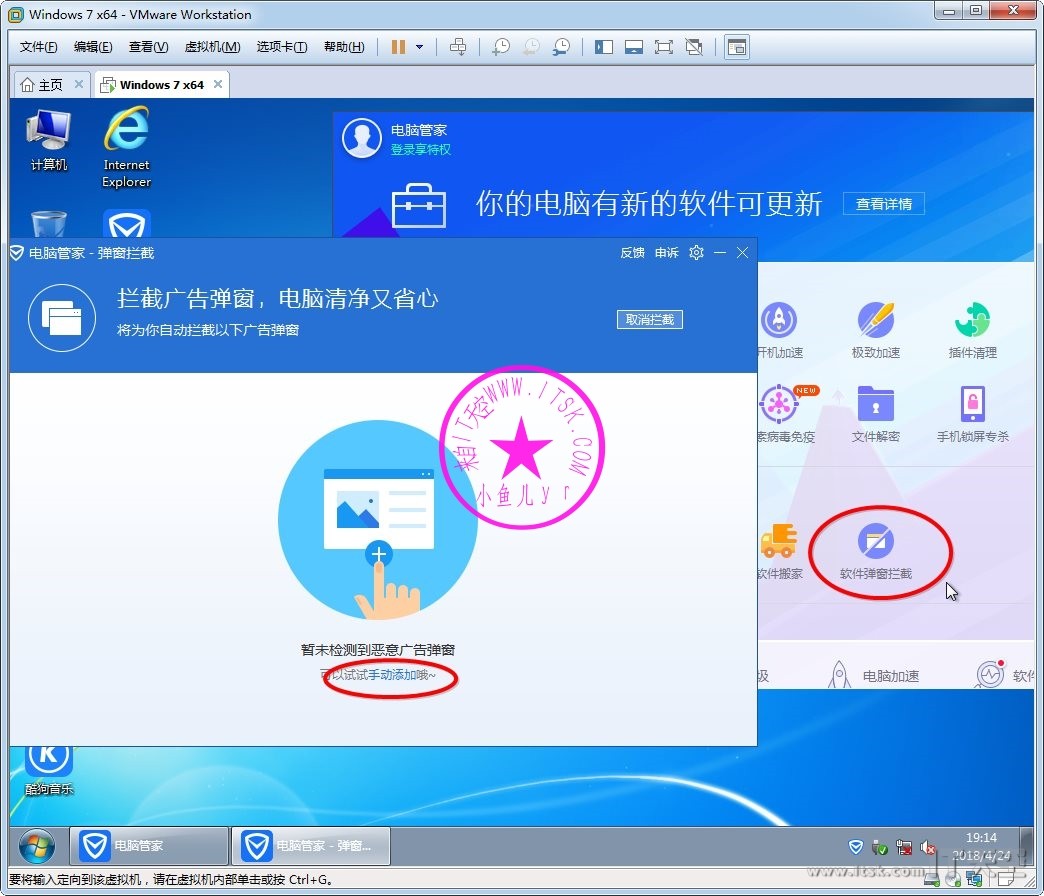 Windows 7 x64 - VMware Workstation
文件(F) 编辑(E) 查看(V) 虚拟机(M) 选项卡(T) 帮助(H)
主页 Windows 7 x64
计算机
Internet Explorer
电脑管家
登录享特权
你的电脑有新的软件可更新 查看详情
电脑管家 - 弹窗拦截 反馈 申诉
拦截广告弹窗，电脑清净又省心
将为你自动拦截以下广告弹窗
取消拦截
开机加速 极致加速 插件清理
NEW
索病毒免疫 文件解密 手机锁屏专杀
来自IT天空WWW.ITSK.COM
小鱼儿yr
软件搬家 软件弹窗拦截
暂未检测到恶意广告弹窗
可以试试手动添加哦~
级 电脑加速 软件
K
酷狗音乐
电脑管家 电脑管家 - 弹窗...
19:14
2018/4/24
www.itsk.com IT天空
要将输入定向到该虚拟机，请在虚拟机内部单击或按 Ctrl+G。